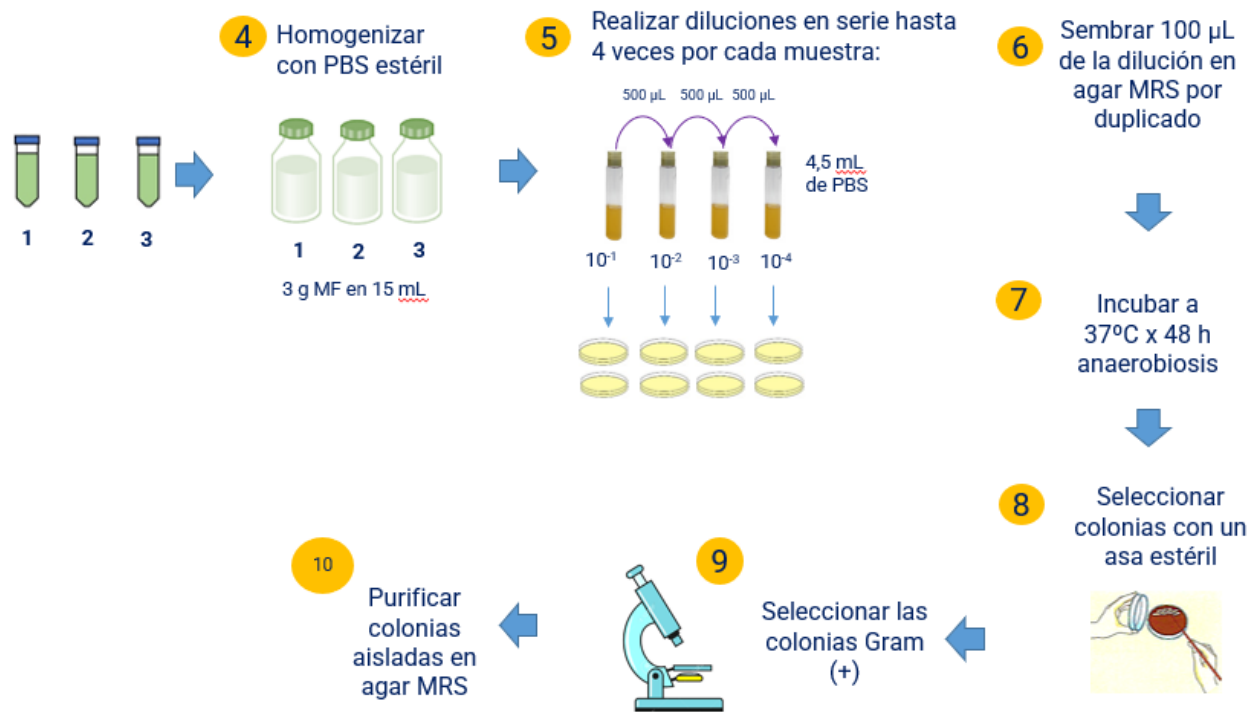 1
2
3
4
Homogenizar
con PBS estéril
1
2
3
3 g MF en 15 mL
5
Realizar diluciones en serie hasta
4 veces por cada muestra:
500 µL
500 µL
500 µL
4,5 mL
de PBS
10⁻¹
10⁻²
10⁻³
10⁻⁴
6
Sembrar 100 µL
de la dilución en
agar MRS por
duplicado
7
Incubar a
37ºC x 48 h
anaerobiosis
8
Seleccionar
colonias con un
asa estéril
9
Seleccionar las
colonias Gram
(+)
10
Purificar
colonias
aisladas en
agar MRS